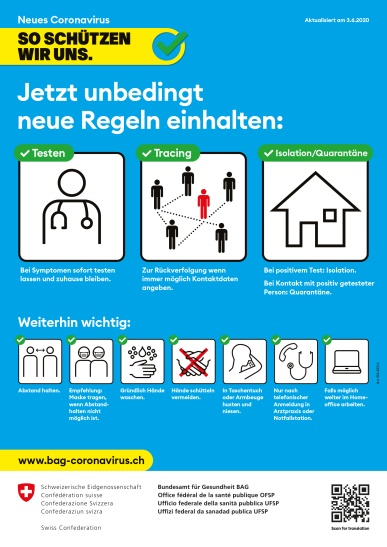 Neues Coronavirus
Aktualisiert am 3.6.2020
SO SCHÜTZEN
WIR UNS.
Jetzt unbedingt
neue Regeln einhalten:
Testen
Tracing
Isolation/Quarantäne
Bei Symptomen sofort testen
lassen und zuhause bleiben.
Zur Rückverfolgung wenn
immer möglich Kontaktdaten
angeben.
Bei positivem Test: Isolation.
Bei Kontakt mit positiv getesteter
Person: Quarantäne.
Weiterhin wichtig:
Abstand halten.
Empfehlung:
Maske tragen,
wenn Abstand-
halten nicht
möglich ist.
Gründlich Hände
waschen.
Hände schütteln
vermeiden.
In Taschentuch
oder Armbeuge
husten und
niesen.
Nur nach
telefonischer
Anmeldung in
Arztpraxis oder
Notfallstation.
Falls möglich
weiter im Home-
office arbeiten.
www.bag-coronavirus.ch
Schweizerische Eidgenossenschaft
Confédération suisse
Confederazione Svizzera
Confederaziun svizra
Swiss Confederation
Bundesamt für Gesundheit BAG
Office fédéral de la santé publique OFSP
Ufficio federale della sanità pubblica UFSP
Uffizi federal da sanadad publica UFSP
Scan for translation